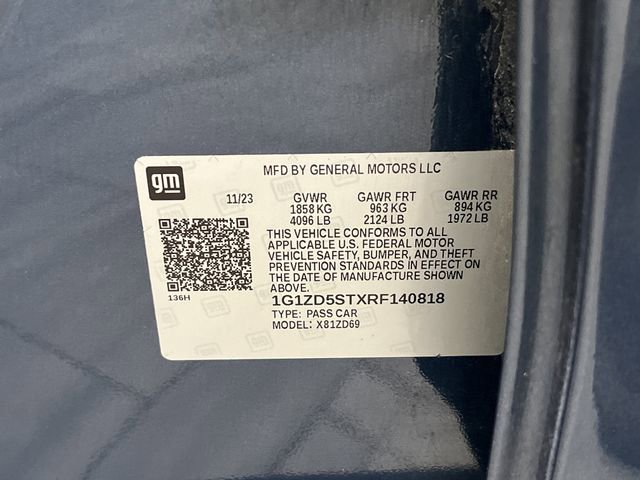 gm
MFD BY GENERAL MOTORS LLC
11/23 GVWR GAWR FRT GAWR RR
1858 KG 963 KG 894 KG
4096 LB 2124 LB 1972 LB
THIS VEHICLE CONFORMS TO ALL
APPLICABLE U.S. FEDERAL MOTOR
VEHICLE SAFETY, BUMPER, AND THEFT
PREVENTION STANDARDS IN EFFECT ON
THE DATE OF MANUFACTURE SHOWN
ABOVE.
136H
1G1ZD5STXRF140818
TYPE: PASS CAR
MODEL: X81ZD69